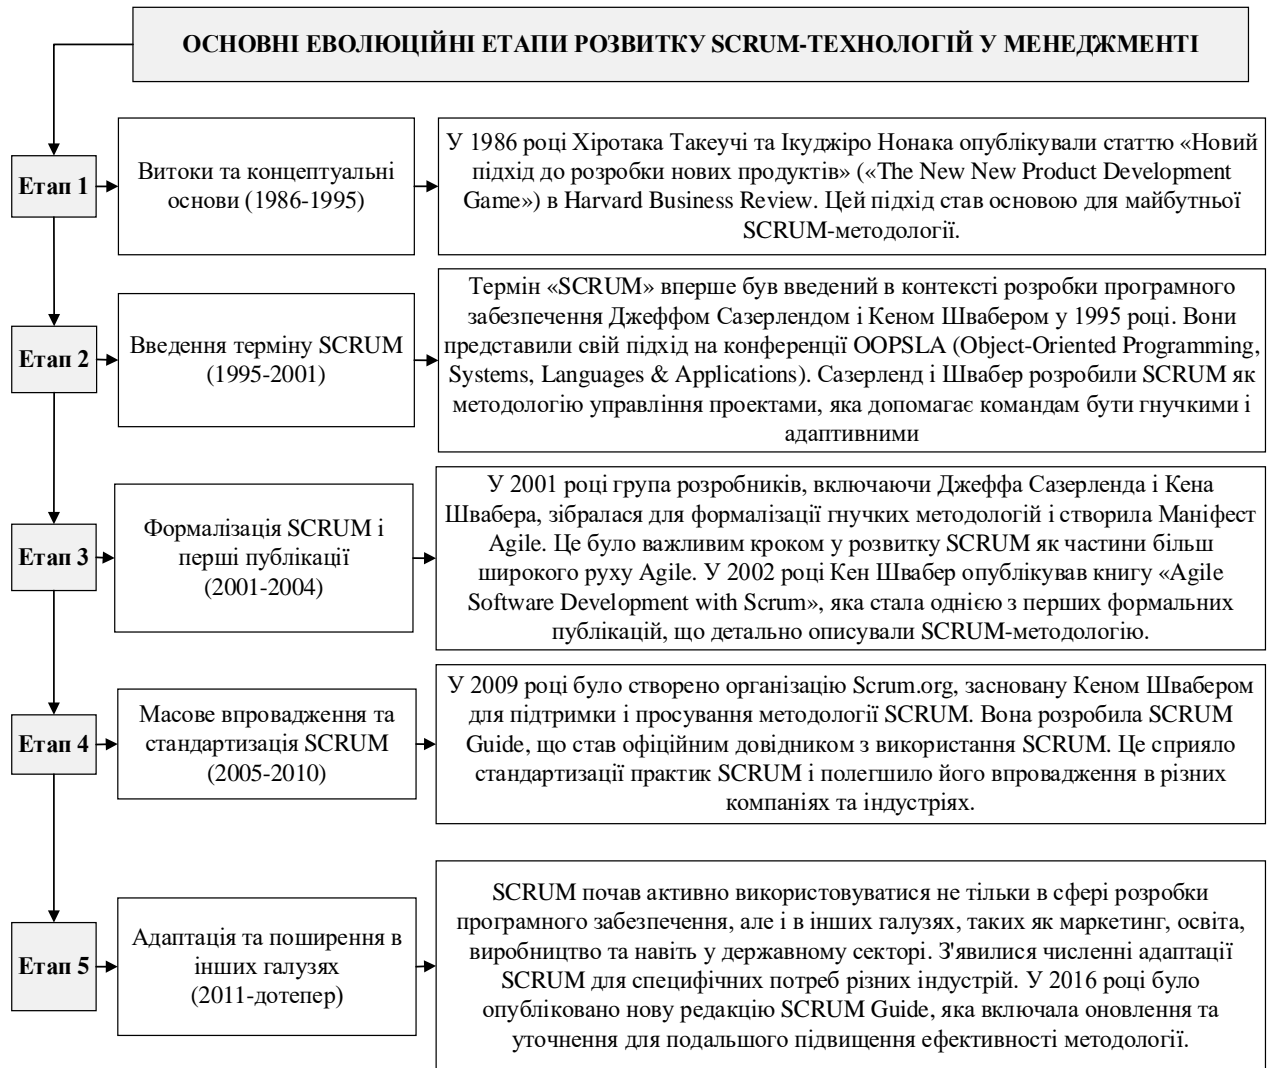 ОСНОВНІ ЕВОЛЮЦІЙНІ ЕТАПИ РОЗВИТКУ SCRUM-ТЕХНОЛОГІЙ У МЕНЕДЖМЕНТІ
Етап 1
Витоки та концептуальні
основи (1986-1995)
У 1986 році Хіротака Такеучі та Ікуджіро Нонака опублікували статтю «Новий
підхід до розробки нових продуктів» («The New New Product Development
Game») в Harvard Business Review. Цей підхід став основою для майбутньої
SCRUM-методології.
Етап 2
Введення терміну SCRUM
(1995-2001)
Термін «SCRUM» вперше був введений в контексті розробки програмного
забезпечення Джеффом Сазерлендом і Кеном Швабером у 1995 році. Вони
представили свій підхід на конференції OOPSLA (Object-Oriented Programming,
Systems, Languages & Applications). Сазерленд і Швабер розробили SCRUM як
методологію управління проектами, яка допомагає командам бути гнучкими і
адаптивними
Етап 3
Формалізація SCRUM і
перші публікації
(2001-2004)
У 2001 році група розробників, включаючи Джеффа Сазерленда і Кена
Швабера, зібралася для формалізації гнучких методологій і створила Маніфест
Agile. Це було важливим кроком у розвитку SCRUM як частини більш
широкого руху Agile. У 2002 році Кен Швабер опублікував книгу «Agile
Software Development with Scrum», яка стала однією з перших формальних
публікацій, що детально описували SCRUM-методологію.
Етап 4
Масове впровадження та
стандартизація SCRUM
(2005-2010)
У 2009 році було створено організацію Scrum.org, засновану Кеном Швабером
для підтримки і просування методології SCRUM. Вона розробила SCRUM
Guide, що став офіційним довідником з використання SCRUM. Це сприяло
стандартизації практик SCRUM і полегшило його впровадження в різних
компаніях та індустріях.
Етап 5
Адаптація та поширення в
інших галузях
(2011-дотепер)
SCRUM почав активно використовуватися не тільки в сфері розробки
програмного забезпечення, але і в інших галузях, таких як маркетинг, освіта,
виробництво та навіть у державному секторі. З'явилися численні адаптації
SCRUM для специфічних потреб різних індустрій. У 2016 році було
опубліковано нову редакцію SCRUM Guide, яка включала оновлення та
уточнення для подальшого підвищення ефективності методології.